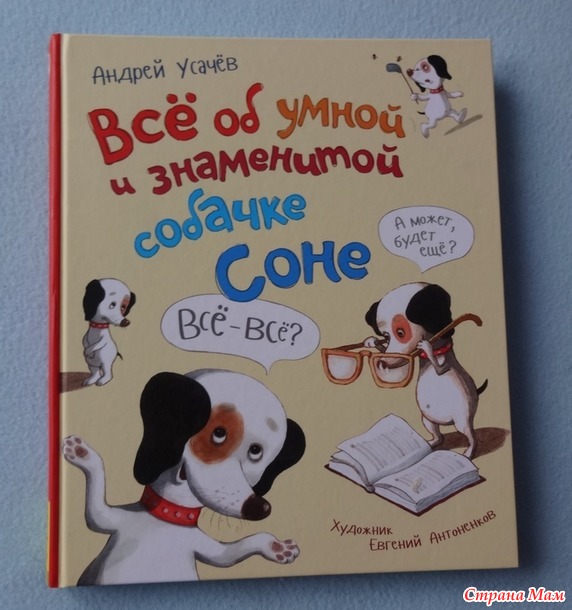 Андрей Усачёв
Всё об умной
и знаменитой
собачке
Соне
А может,
будет
ещё?
Всё-всё?
Художник
Евгений Антоненков
Страна Мам